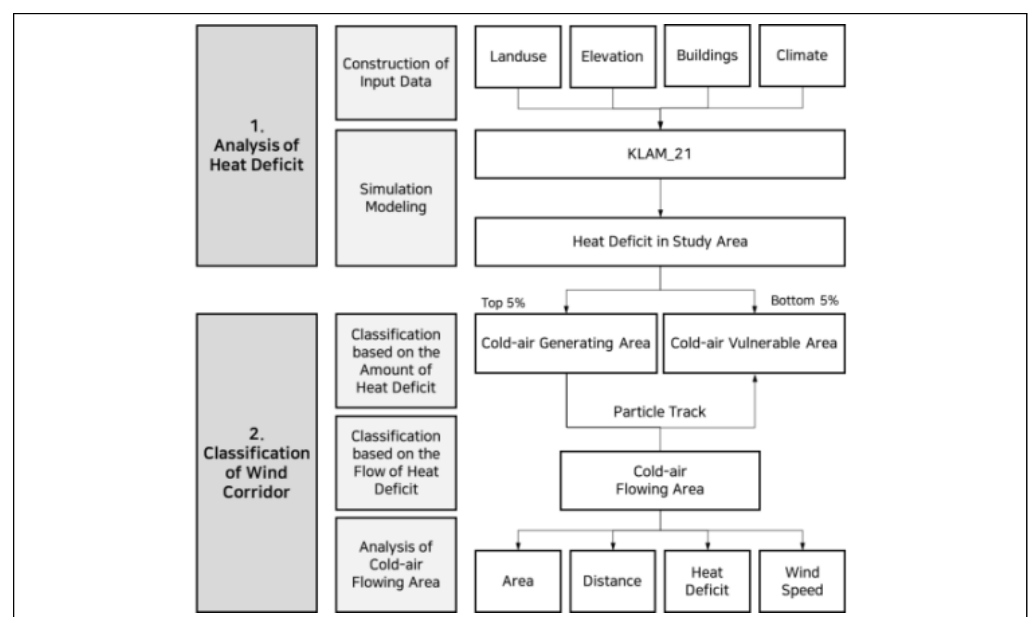 1.
Analysis of
Heat Deficit
Construction of
Input Data
Landuse
Elevation
Buildings
Climate
Simulation
Modeling
KLAM_21
Heat Deficit in Study Area
2.
Classification
of Wind
Corridor
Classification
based on the
Amount of
Heat Deficit
Top 5%
Bottom 5%
Cold-air Generating Area
Cold-air Vulnerable Area
Particle Track
Classification
based on the
Flow of Heat
Deficit
Cold-air
Flowing Area
Analysis of
Cold-air
Flowing Area
Area
Distance
Heat
Deficit
Wind
Speed